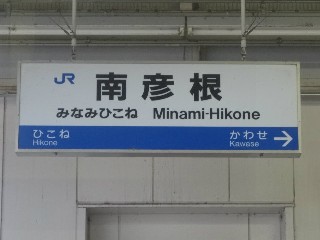 JR 南彦根
みなみひこね Minami-Hikone
ひこね かわせ →
Hikone Kawase